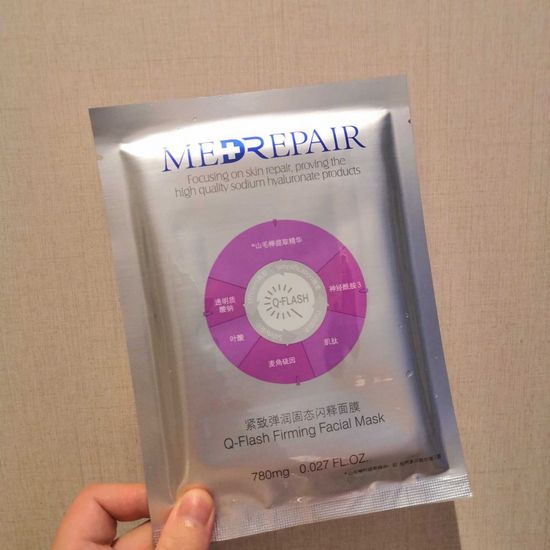 MEDREPAIR
Focusing on skin repair, proving the
high quality sodium hyaluronate products
*山毛榉提取精华
透明质
酸钠
神经酰胺3
Q-FLASH
叶酸
肌肽
麦角硫因
紧致弹润固态闪释面膜
Q-Flash Firming Facial Mask
780mg 0.027 FL.OZ.